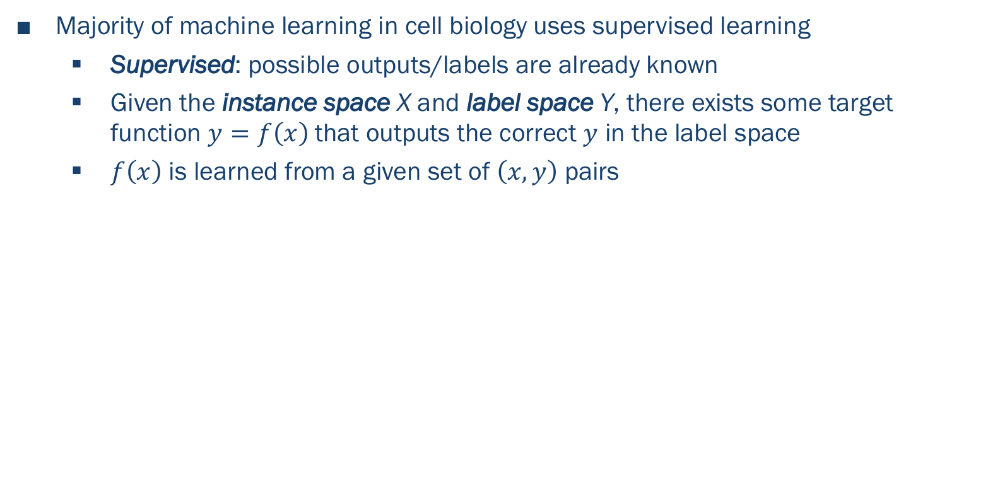 ■ Majority of machine learning in cell biology uses supervised learning
▪ Supervised: possible outputs/labels are already known
▪ Given the instance space X and label space Y, there exists some target
function y = f(x) that outputs the correct y in the label space
▪ f(x) is learned from a given set of (x, y) pairs